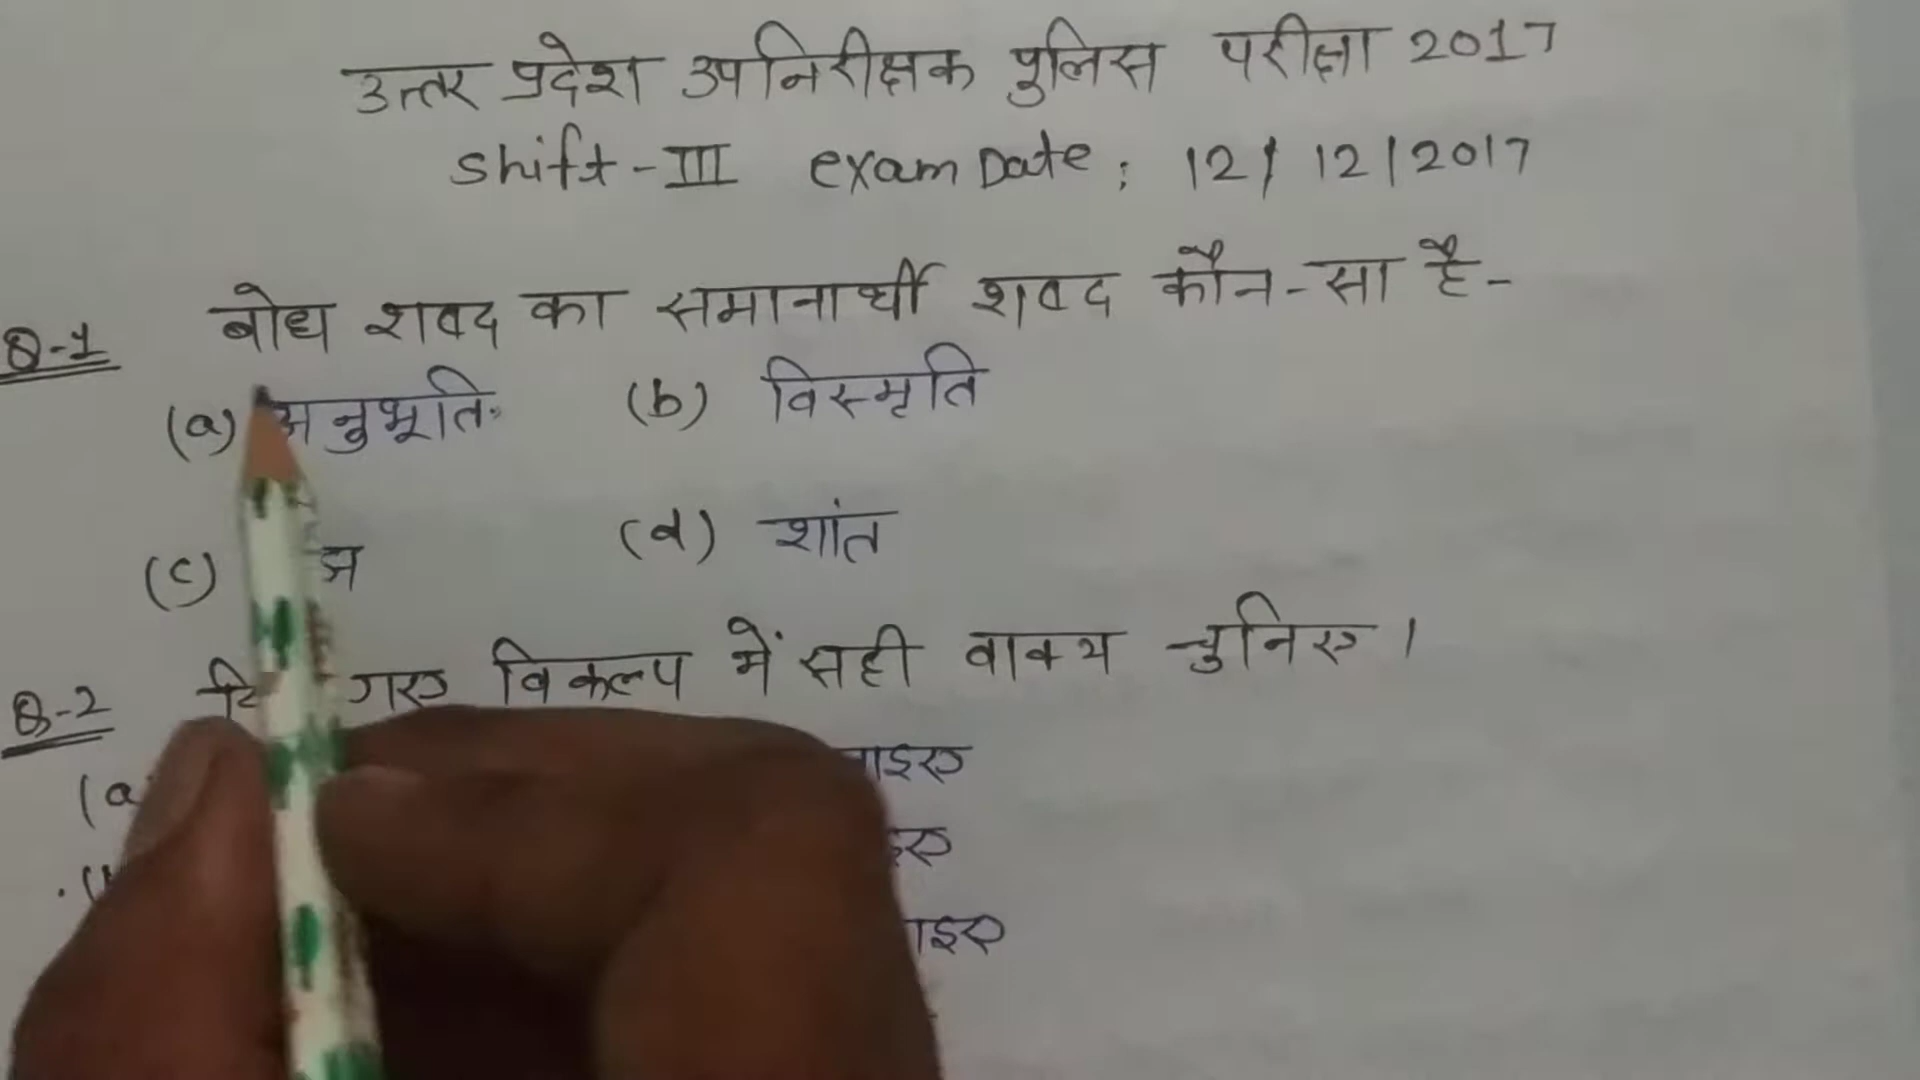 उत्तर प्रदेश उपनिरीक्षक पुलिस परीक्षा 2017
Shift-III exam Date: 12/12/2017
Q-1 बोध शब्द का समानार्थी शब्द कौन-सा है-
(a) अनुभूति (b) विस्मृति
(c) (d) शांत
Q-2 गए विकल्प में सही वाक्य चुनिए।
(a